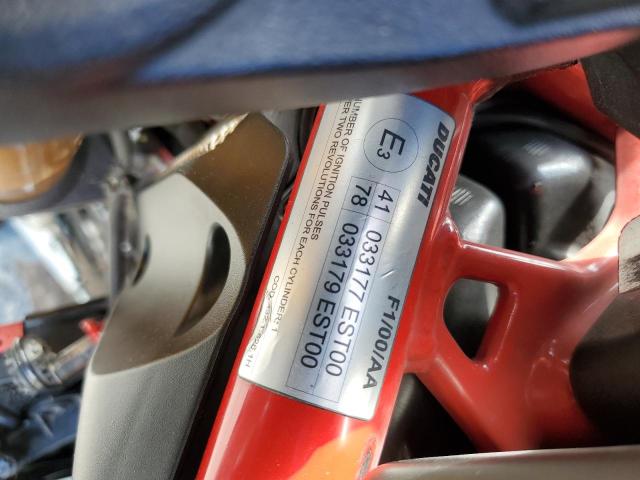 DUCATI F1/00/AA
E3
41 033177 EST00
78 033179 EST00
NUMBER OF IGNITION PULSES
TWO REVOLUTIONS FOR EACH CYLINDER: 1
COD.